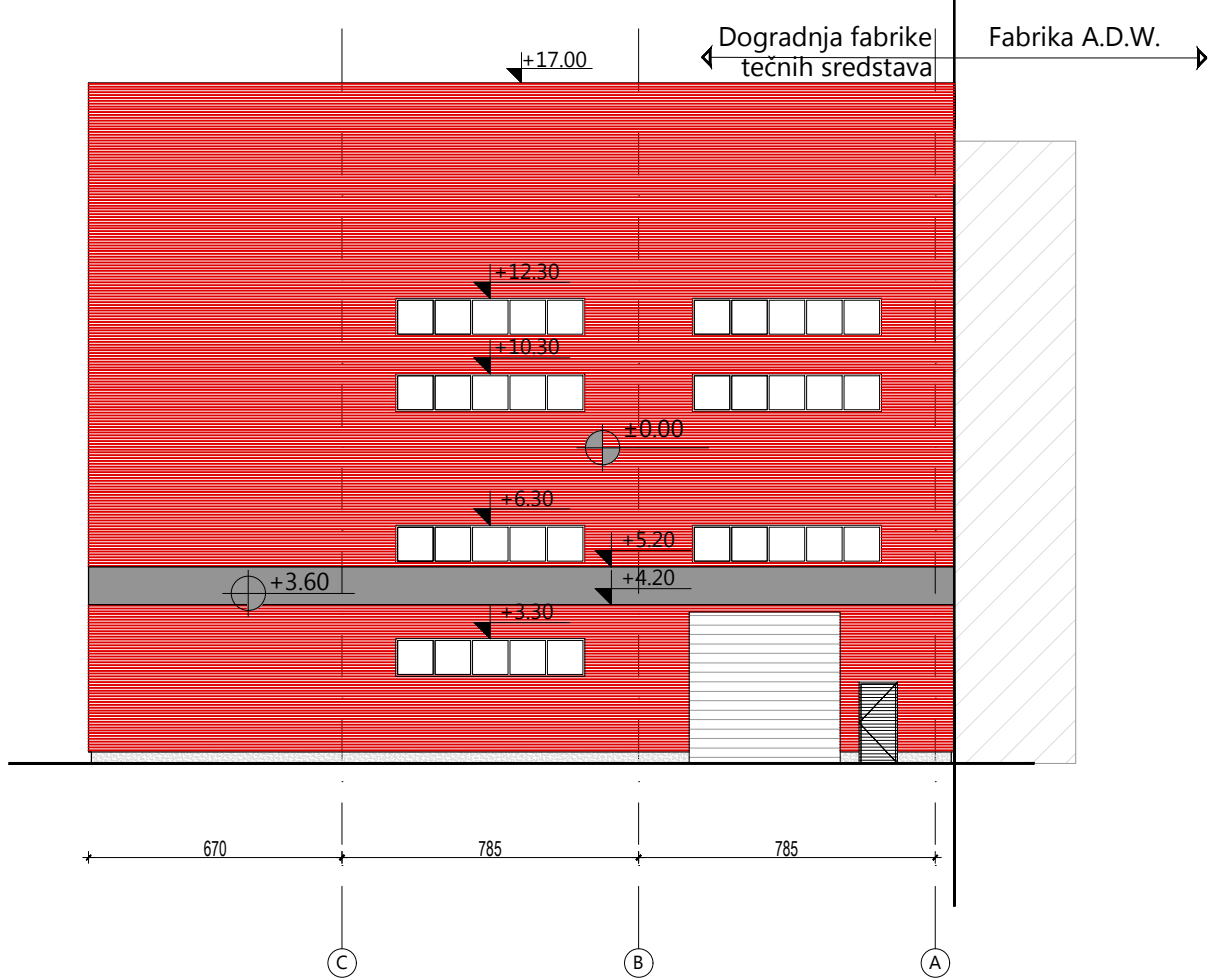 Dogradnja fabrike
tečnih sredstava
Fabrika A.D.W.
+17.00
+12.30
+10.30
±0.00
+6.30
+5.20
+3.60
+4.20
+3.30
670
785
785
C
B
A